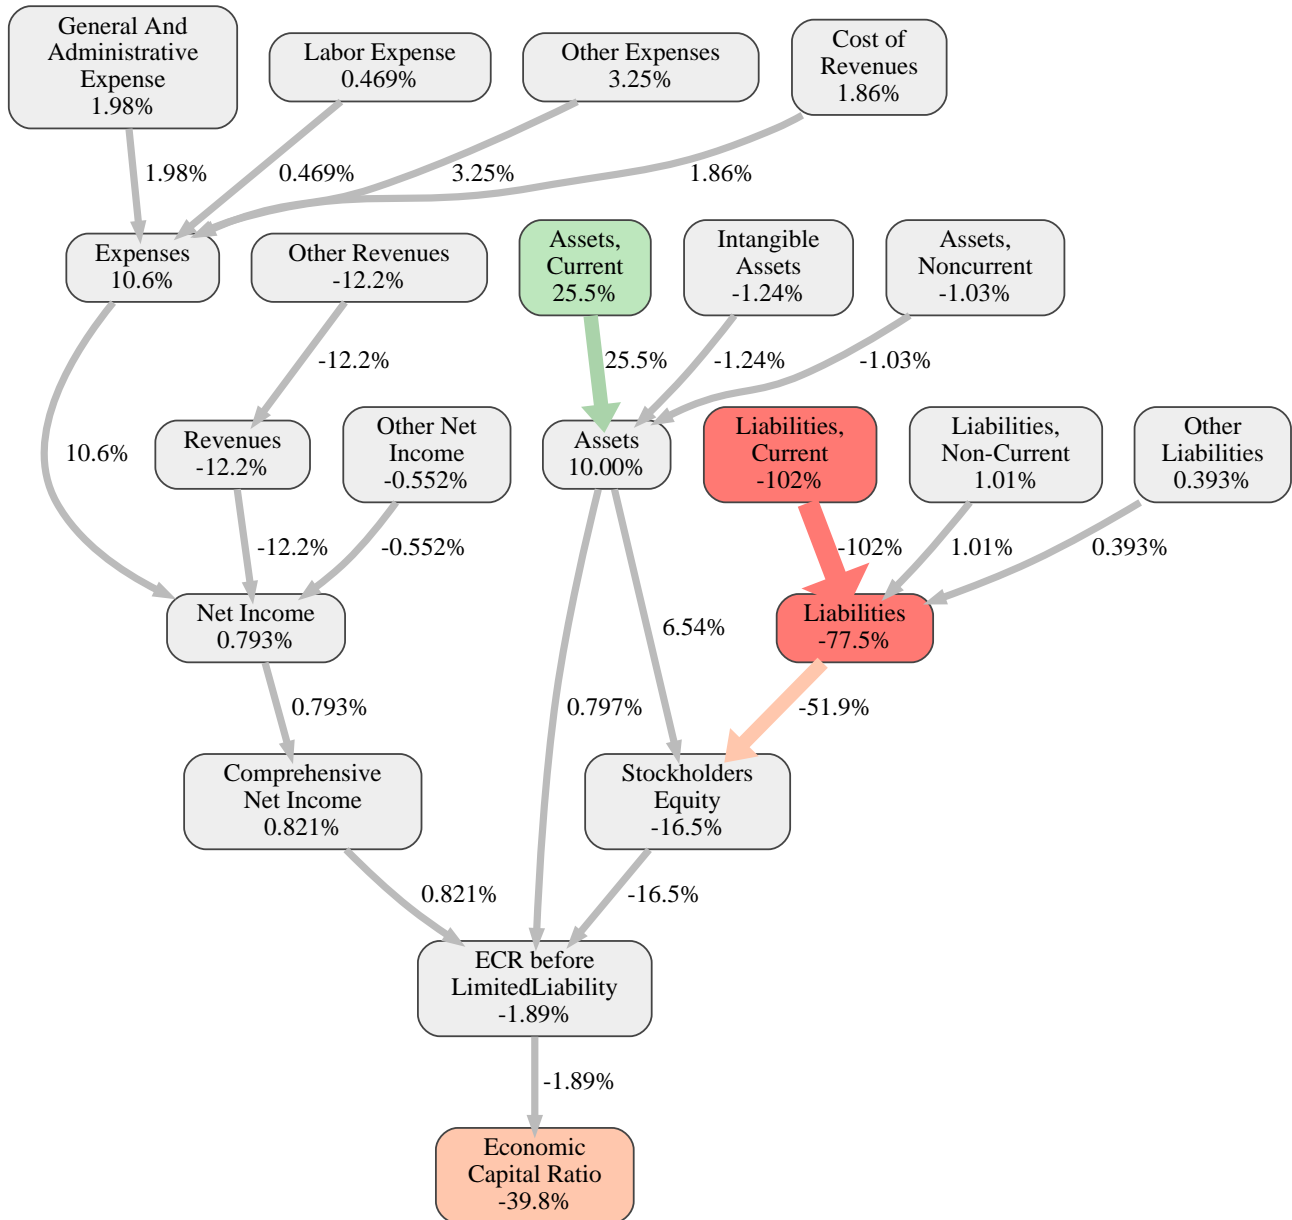 General And
Administrative
Expense
1.98%
Labor Expense
0.469%
Other Expenses
3.25%
Cost of
Revenues
1.86%
1.98%
0.469%
3.25%
1.86%
Expenses
10.6%
Other Revenues
-12.2%
Assets,
Current
25.5%
Intangible
Assets
-1.24%
Assets,
Noncurrent
-1.03%
-12.2%
25.5%
-1.24%
-1.03%
10.6%
Revenues
-12.2%
Other Net
Income
-0.552%
Assets
10.00%
Liabilities,
Current
-102%
Liabilities,
Non-Current
1.01%
Other
Liabilities
0.393%
-12.2%
-0.552%
-102%
1.01%
0.393%
Net Income
0.793%
6.54%
Liabilities
-77.5%
0.793%
0.797%
-51.9%
Comprehensive
Net Income
0.821%
Stockholders
Equity
-16.5%
0.821%
-16.5%
ECR before
LimitedLiability
-1.89%
-1.89%
Economic
Capital Ratio
-39.8%